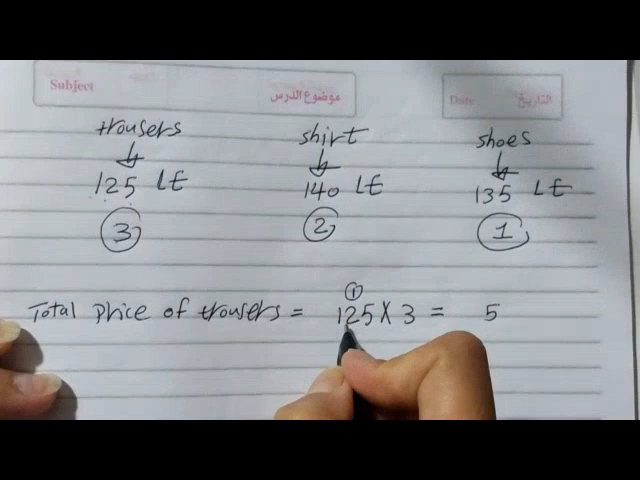 Subject موضوع الدرس Date التاريخ
trousers shirt shoes
125 LE 140 LE 135 LE
3 2 1
1
Total price of trousers = 125 X 3 = 5